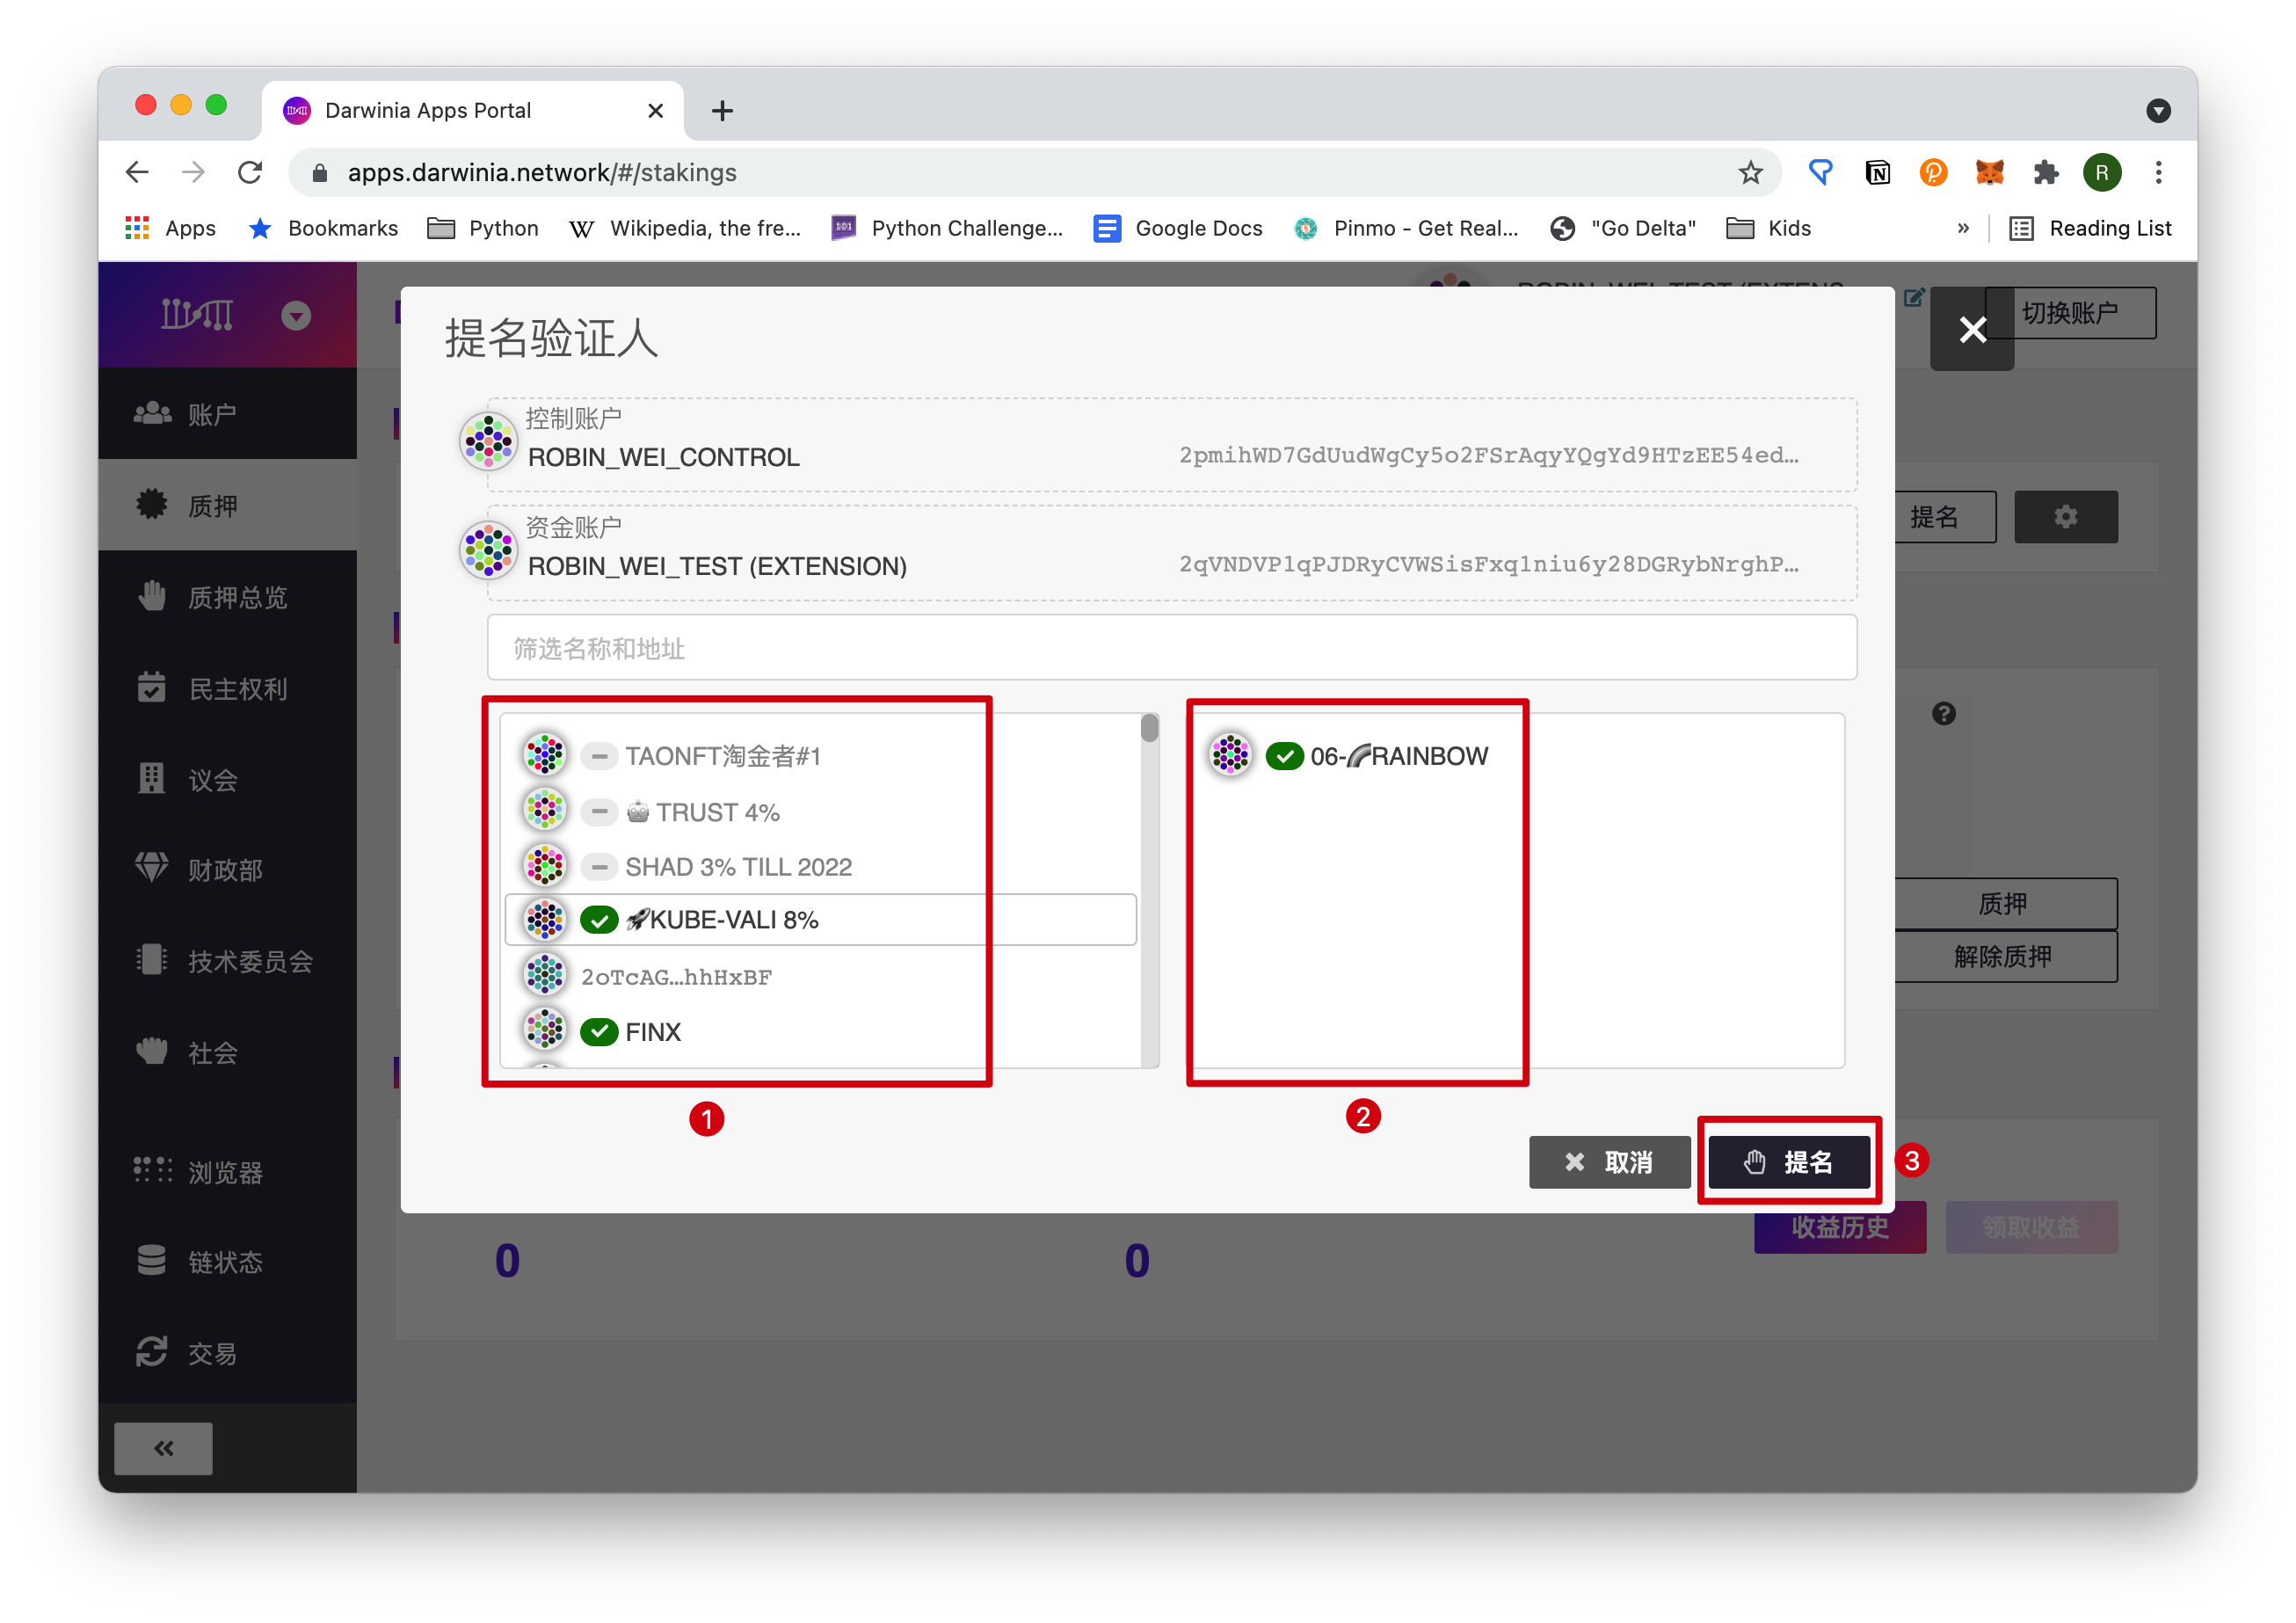 Darwinia Apps Portal
apps.darwinia.network/#/stakings
R
Apps
Bookmarks
Python
Wikipedia, the fre...
Python Challenge...
Google Docs
Pinmo - Get Real...
"Go Delta"
Kids
»
Reading List
切换账户
提名验证人
账户
控制账户
ROBIN_WEI_CONTROL
2pmihWD7GdUudWgCy5o2FSrAqyYQgYd9HTzEE54ed…
质押
资金账户
ROBIN_WEI_TEST (EXTENSION)
2qVNDVP1qPJDRyCVWSisFxq1niu6y28DGRybNrghP…
提名
质押总览
筛选名称和地址
民主权利
TAONFT淘金者#1
🤖 TRUST 4%
SHAD 3% TILL 2022
🚀KUBE-VALI 8%
2oTcAG…hhHxBF
FINX
06-🌈RAINBOW
议会
财政部
质押
解除质押
技术委员会
社会
1
2
取消
提名
3
浏览器
收益历史
领取收益
0
0
链状态
交易